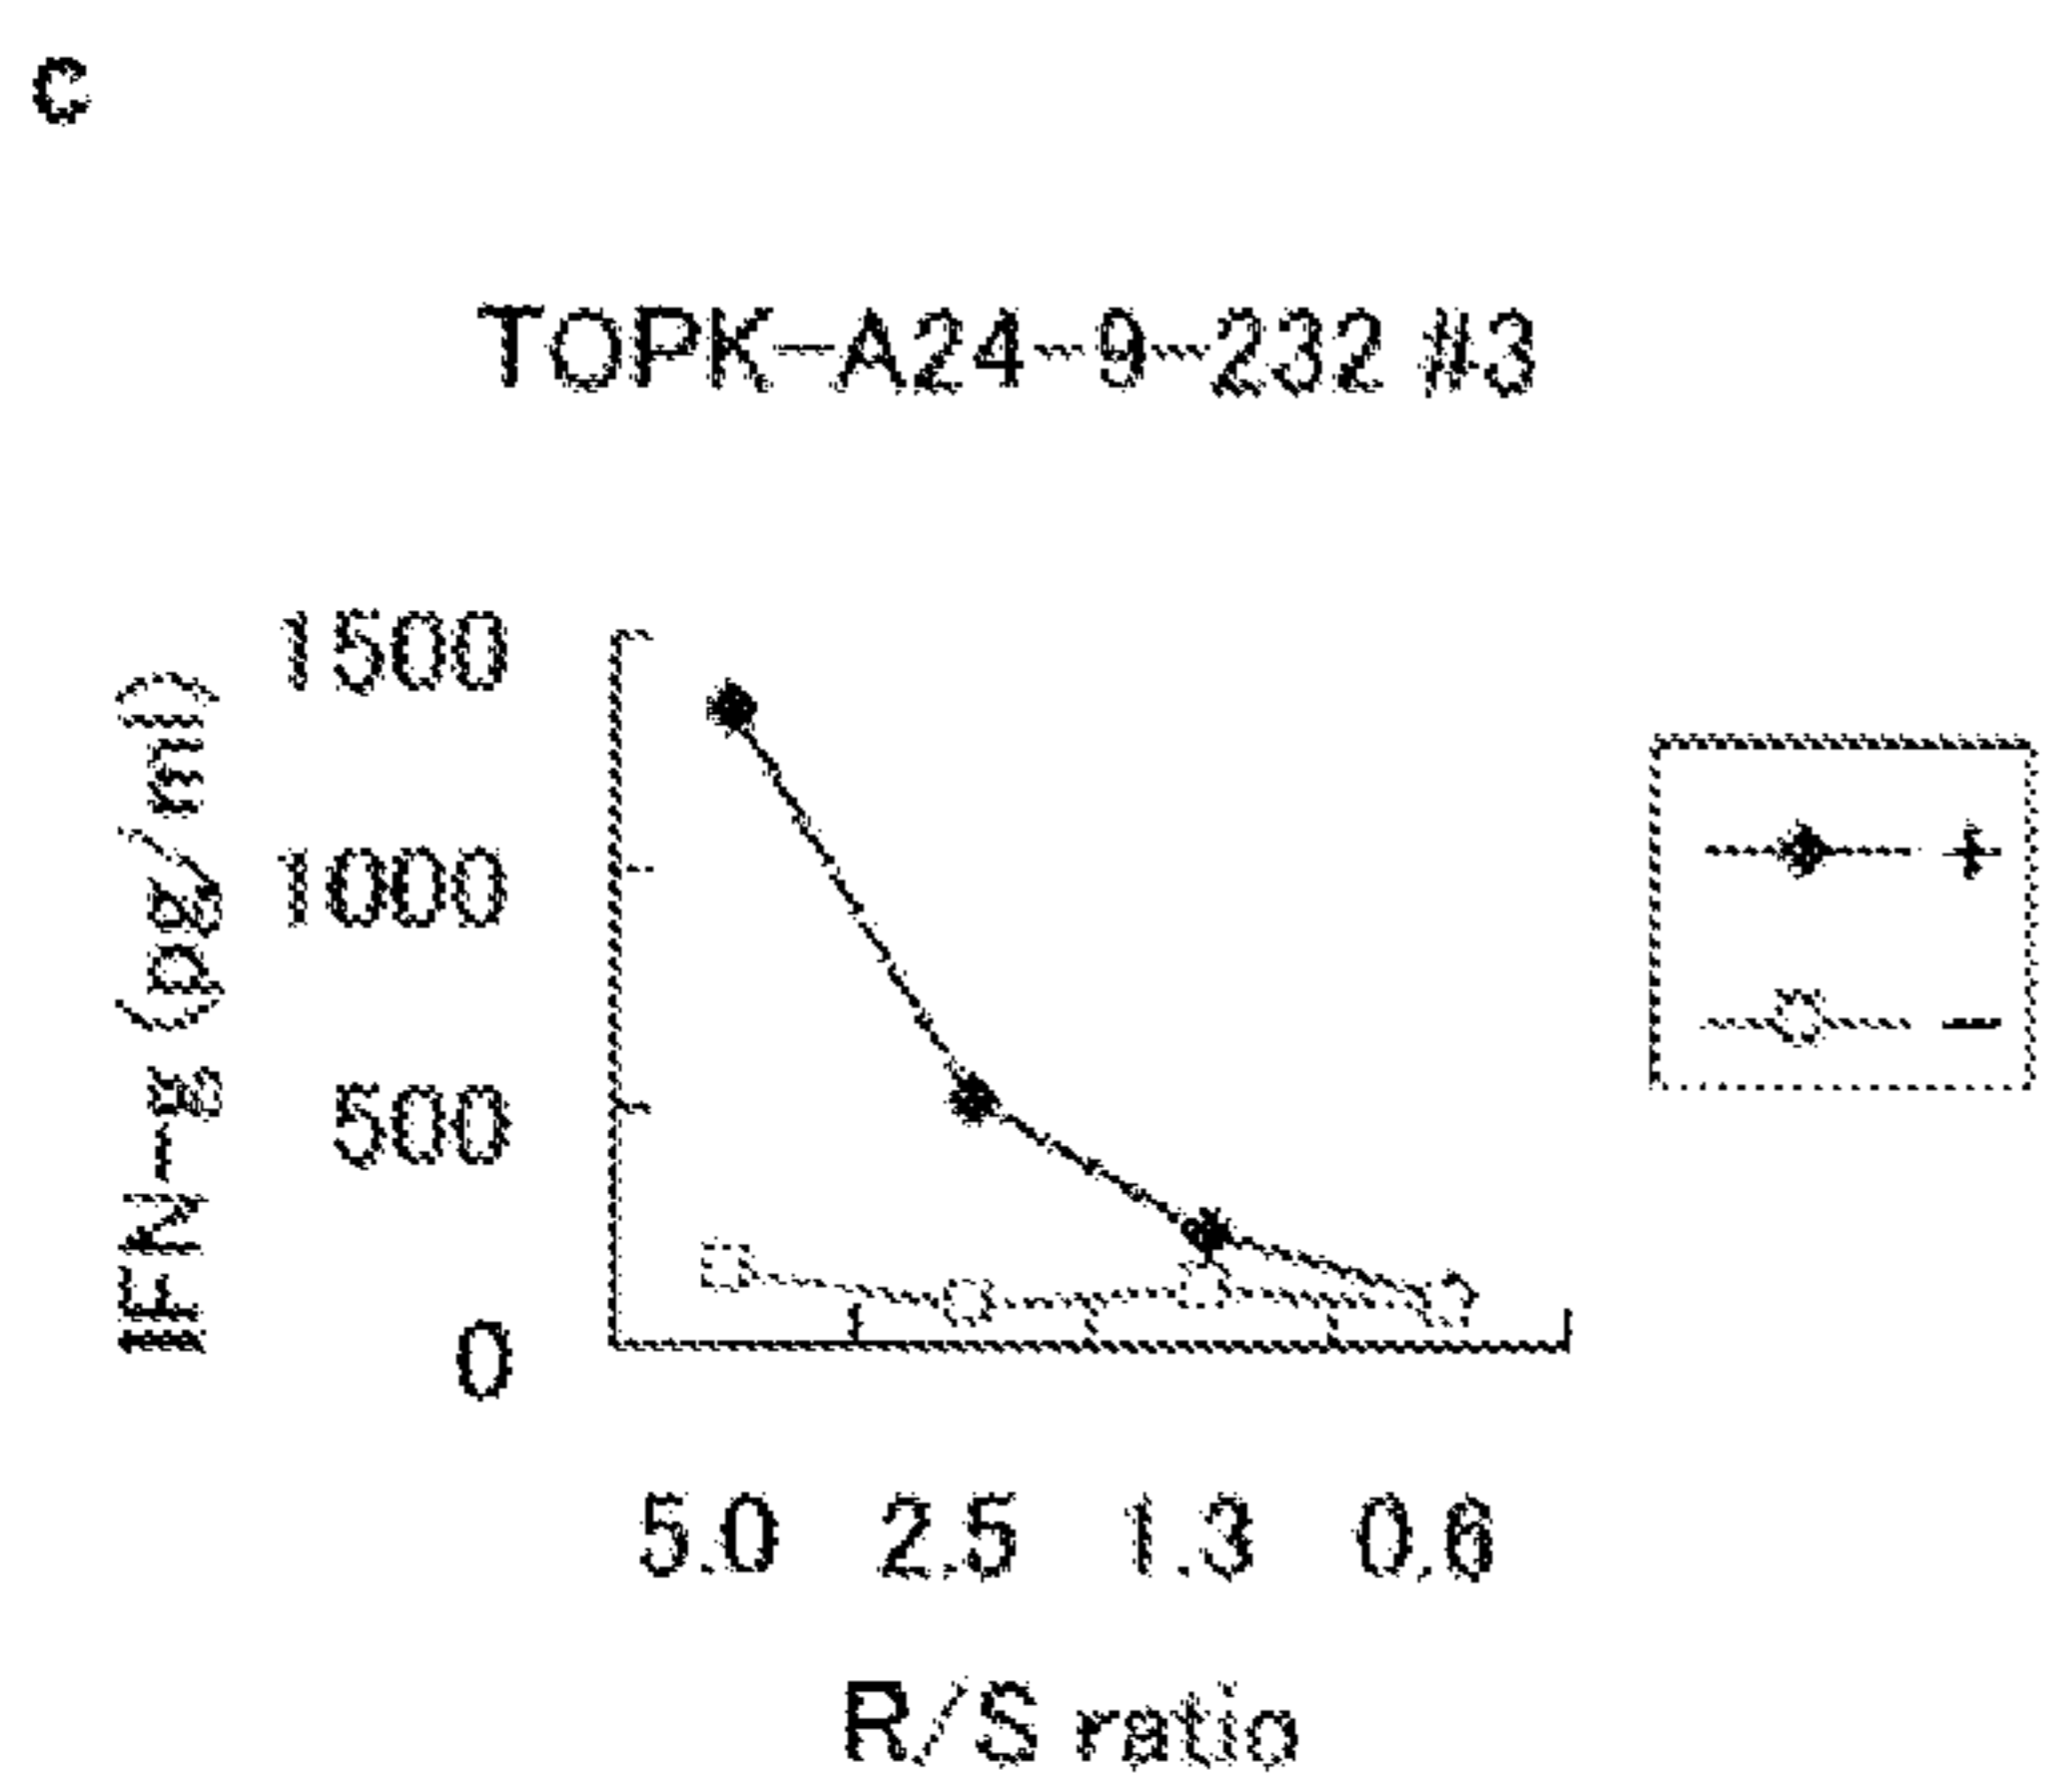 c
TOPK-A24-9-232 #3
IFN-g (pg/ml)
1500
1000
500
0
+
-
5.0 2.5 1.3 0.6
R/S ratio